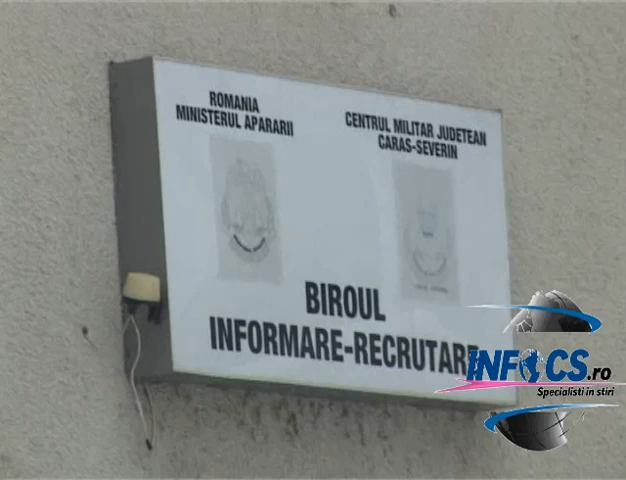 ROMANIA
MINISTERUL APARARII
CENTRUL MILITAR JUDETEAN
CARAS-SEVERIN
BIROUL
INFORMARE-RECRUTARE
INFOCS.ro
Specialisti in stiri